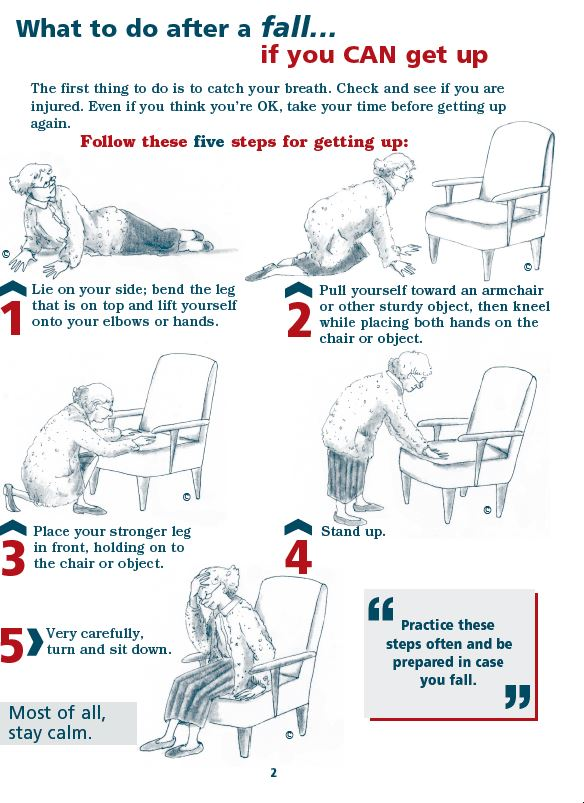 What to do after a fall...
if you CAN get up
The first thing to do is to catch your breath. Check and see if you are
injured. Even if you think you're OK, take your time before getting up
again.
Follow these five steps for getting up:
©
©
1 Lie on your side; bend the leg
that is on top and lift yourself
onto your elbows or hands.
2 Pull yourself toward an armchair
or other sturdy object, then kneel
while placing both hands on the
chair or object.
©
©
3 Place your stronger leg
in front, holding on to
the chair or object.
4 Stand up.
5 Very carefully,
turn and sit down.
©
“ Practice these
steps often and be
prepared in case
you fall. ”
Most of all,
stay calm.
2